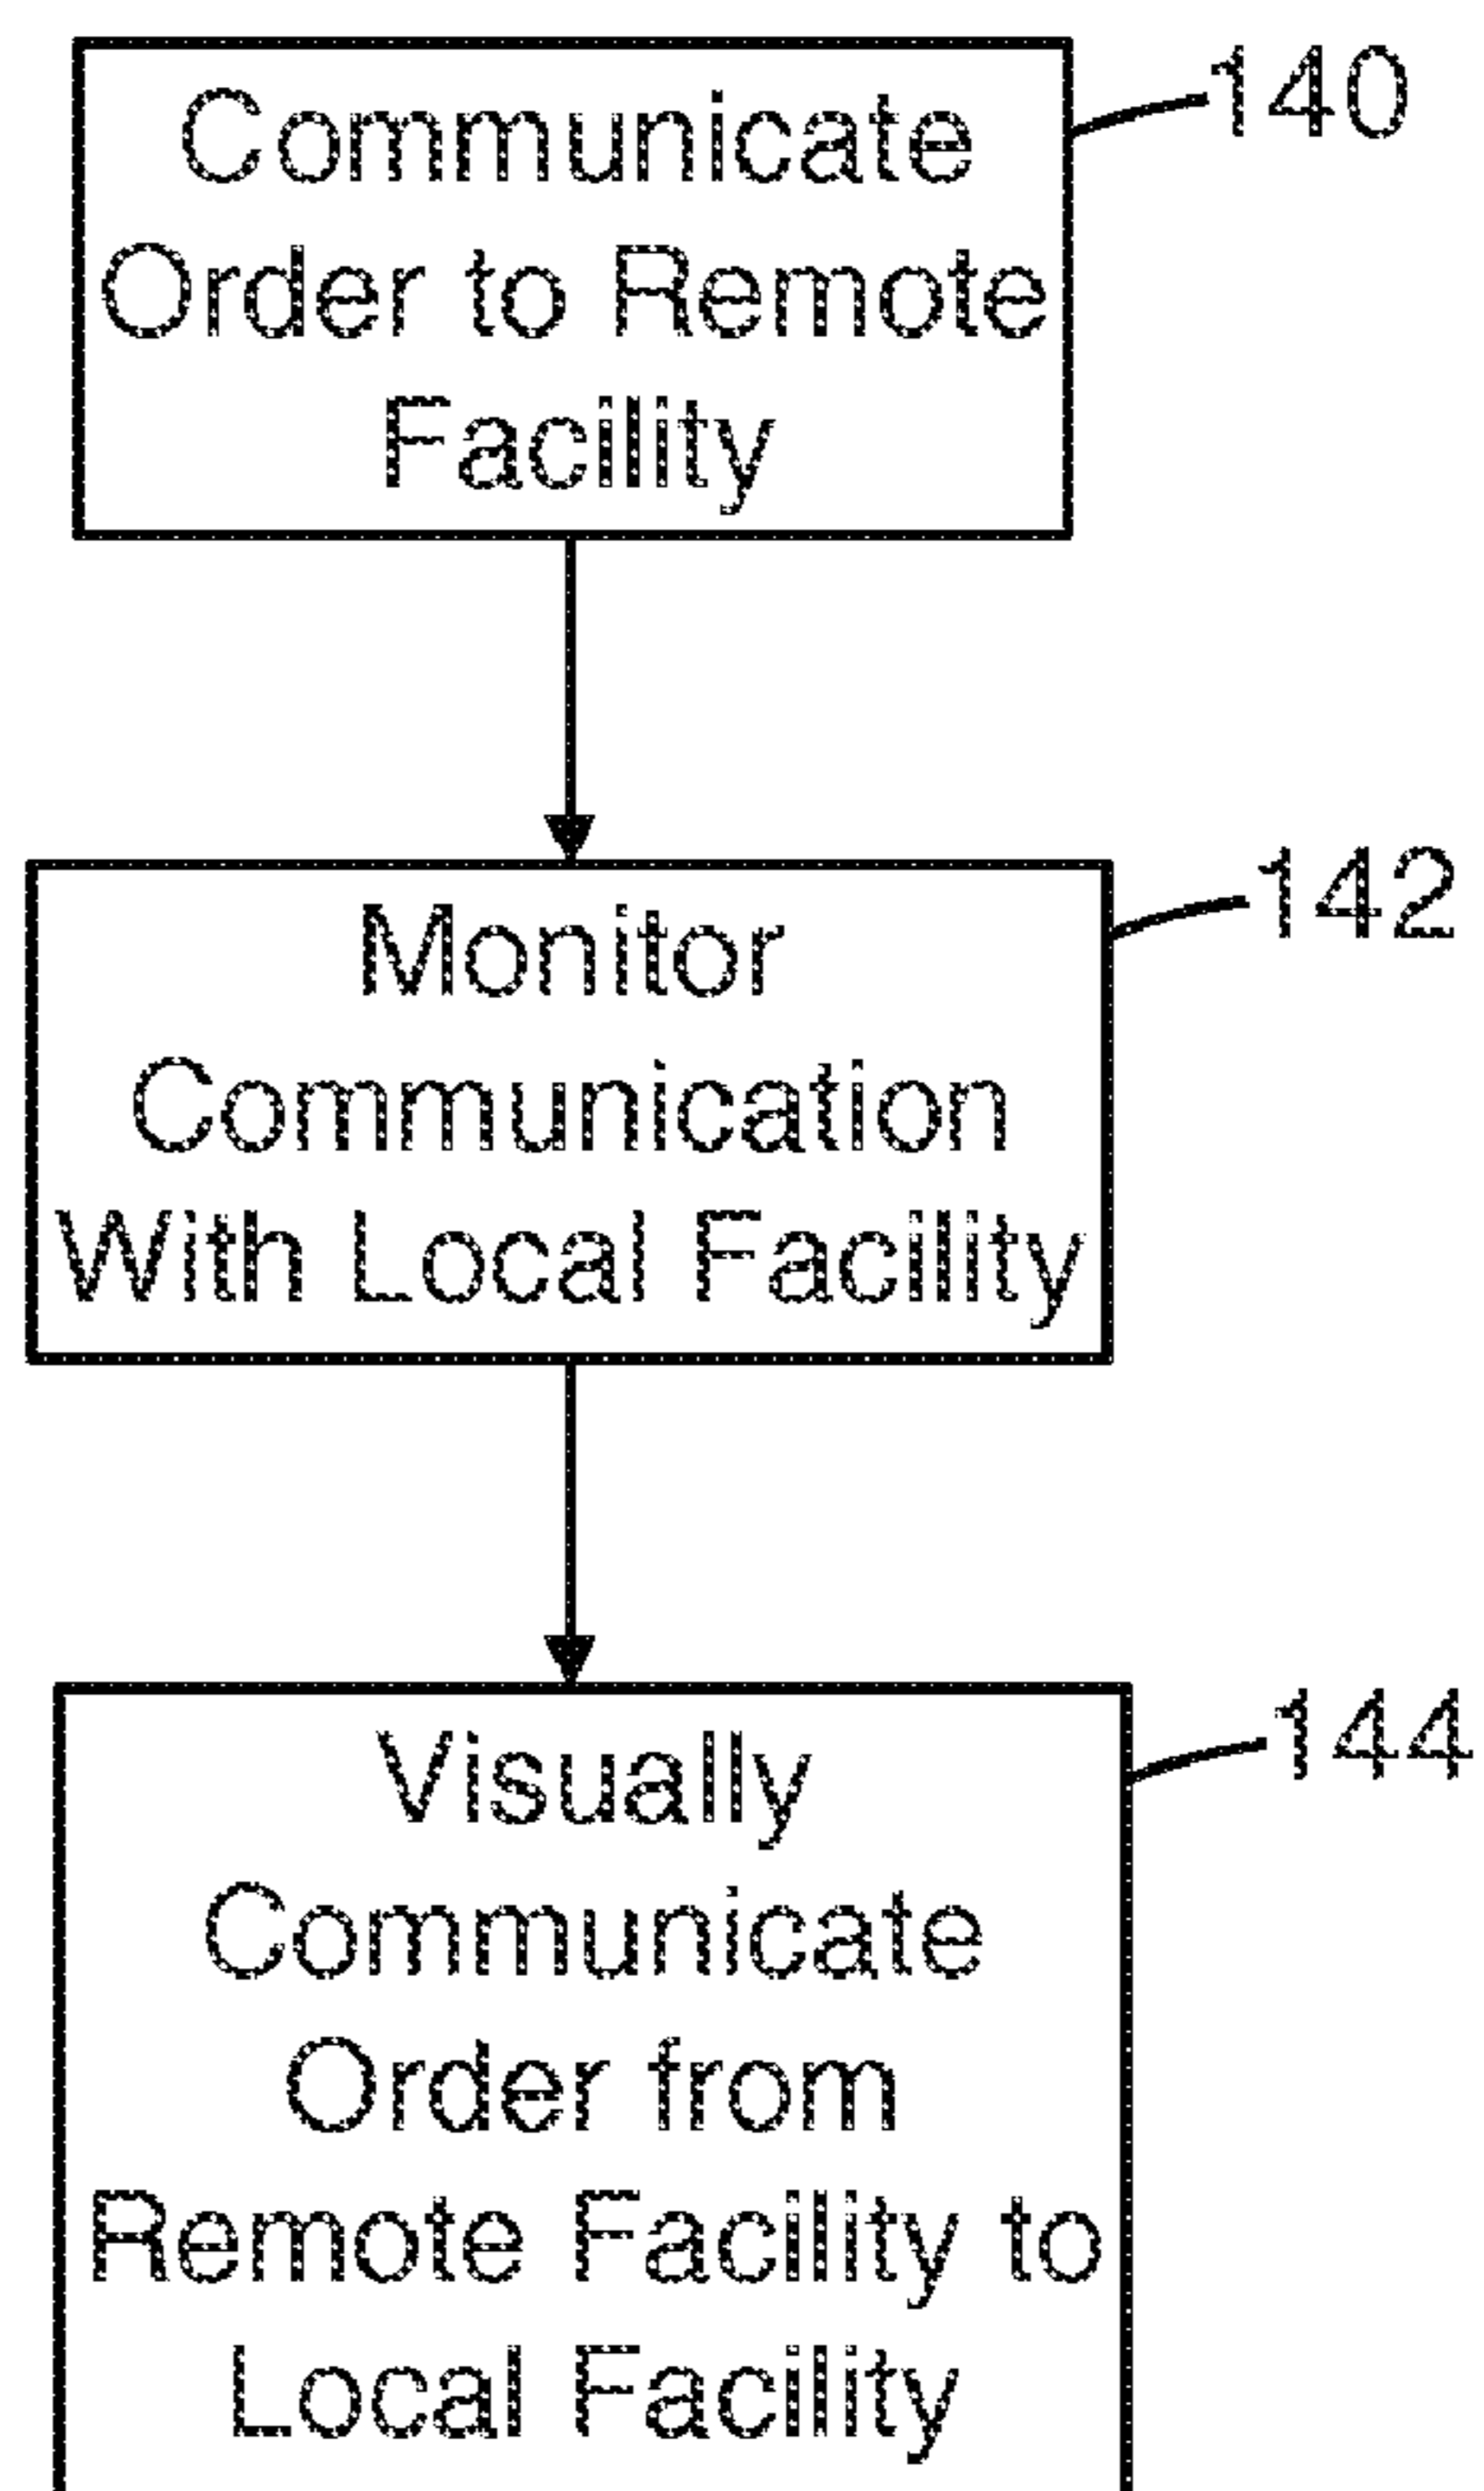 Communicate
Order to Remote
Facility
140
Monitor
Communication
With Local Facility
142
Visually
Communicate
Order from
Remote Facility to
Local Facility
144